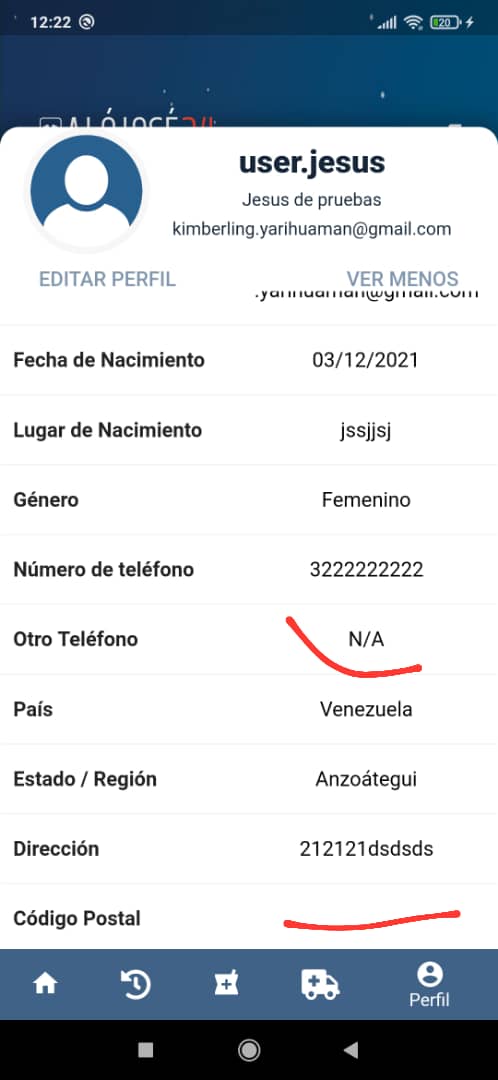 12:22
20
user.jesus
Jesus de pruebas
kimberling.yarihuaman@gmail.com
EDITAR PERFIL
VER MENOS
.yarihuaman@gmail.com
Fecha de Nacimiento 03/12/2021
Lugar de Nacimiento jssjjsj
Género Femenino
Número de teléfono 3222222222
Otro Teléfono N/A
País Venezuela
Estado / Región Anzoátegui
Dirección 212121dsdsds
Código Postal
Perfil